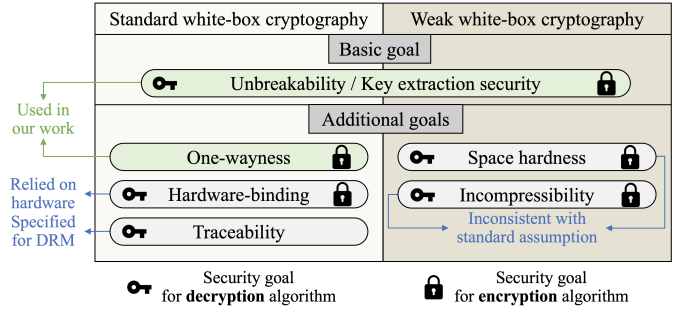 Standard white-box cryptography
Weak white-box cryptography
Basic goal
Unbreakability / Key extraction security
Used in
our work
Additional goals
One-wayness
Space hardness
Relied on
hardware
Specified
for DRM
Hardware-binding
Incompressibility
Traceability
Inconsistent with
standard assumption
Security goal
for decryption algorithm
Security goal
for encryption algorithm